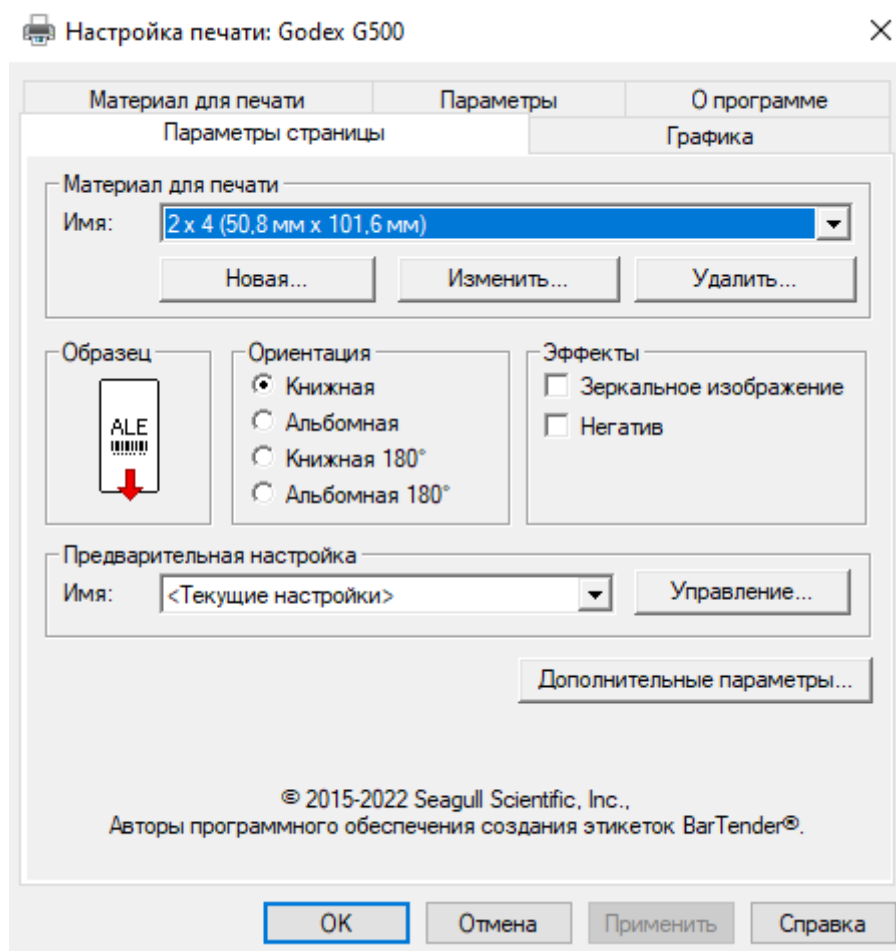 Настройка печати: Godex G500
Материал для печати
Параметры
О программе
Параметры страницы
Графика
Материал для печати
Имя:
2 x 4 (50,8 мм x 101,6 мм)
Новая...
Изменить...
Удалить...
Образец
ALE
Ориентация
Книжная
Альбомная
Книжная 180°
Альбомная 180°
Эффекты
Зеркальное изображение
Негатив
Предварительная настройка
Имя:
<Текущие настройки>
Управление...
Дополнительные параметры...
© 2015-2022 Seagull Scientific, Inc.,
Авторы программного обеспечения создания этикеток BarTender®.
OK
Отмена
Применить
Справка